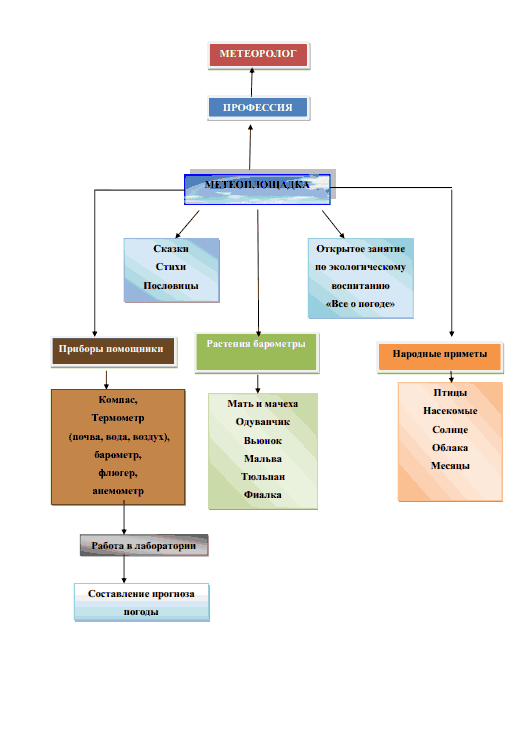 МЕТЕОРОЛОГ
ПРОФЕССИЯ
МЕТЕОПЛОЩАДКА
Сказки
Стихи
Пословицы
Открытое занятие
по экологическому
воспитанию
«Все о погоде»
Приборы помощники
Растения барометры
Народные приметы
Компас,
Термометр
(почва, вода, воздух),
барометр,
флюгер,
анемометр
Мать и мачеха
Одуванчик
Вьюнок
Мальва
Тюльпан
Фиалка
Птицы
Насекомые
Солнце
Облака
Месяцы
Работа в лаборатории
Составление прогноза
погоды